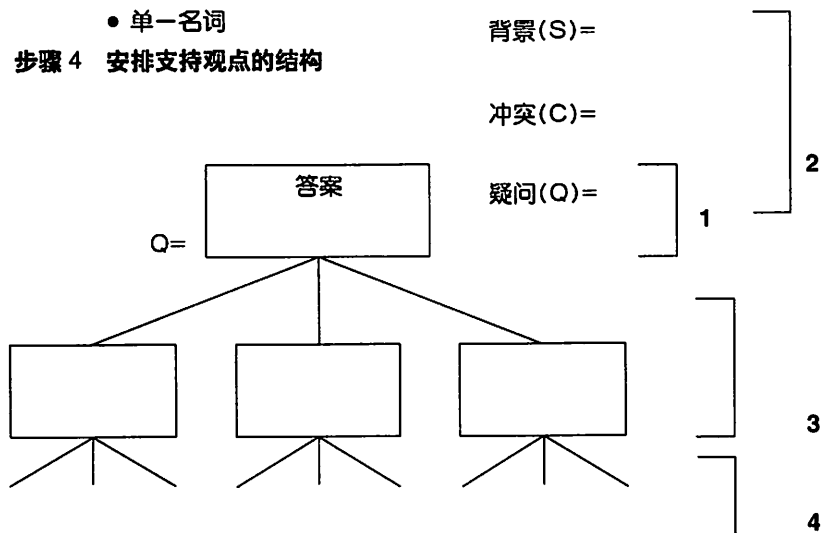 • 单一名词
步骤 4 安排支持观点的结构
背景(S)=
冲突(C)=
2
答案
疑问(Q)=
1
Q=
3
4